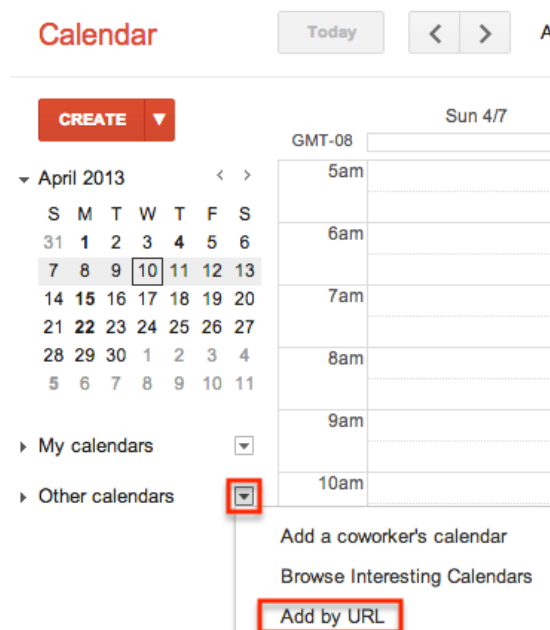 Calendar
Today
A
CREATE
Sun 4/7
GMT-08
April 2013
S M T W T F S
31 1 2 3 4 5 6
7 8 9 10 11 12 13
14 15 16 17 18 19 20
21 22 23 24 25 26 27
28 29 30 1 2 3 4
5 6 7 8 9 10 11
My calendars
Other calendars
5am
6am
7am
8am
9am
10am
Add a coworker's calendar
Browse Interesting Calendars
Add by URL